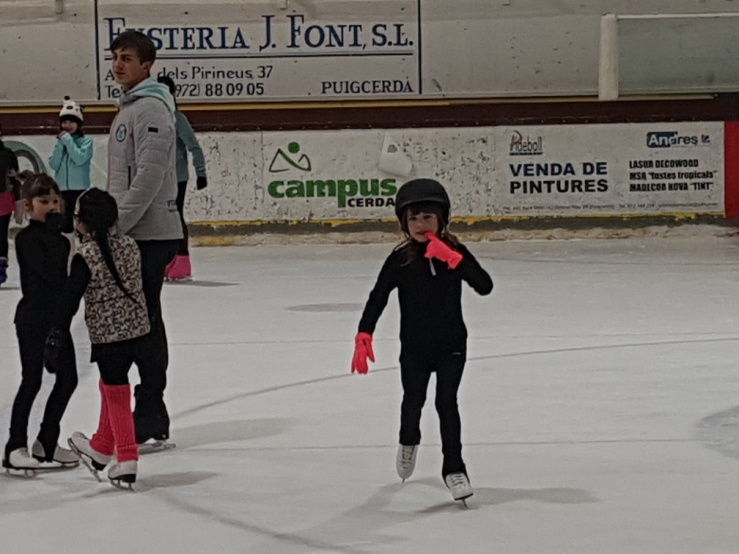 FUSTERIA J. FONT, S.L.
dels Pirineus, 37
(972) 88 09 05 PUIGCERDÀ
campus
CERDA
VENDA DE
PINTURES
Andres
LASUR DECOWOOD
MSR "fustes tropicals"
MADECOR NOVA "TINT"